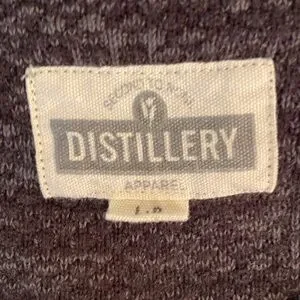 SECOND TO NONE
DISTILLERY
APPAREL